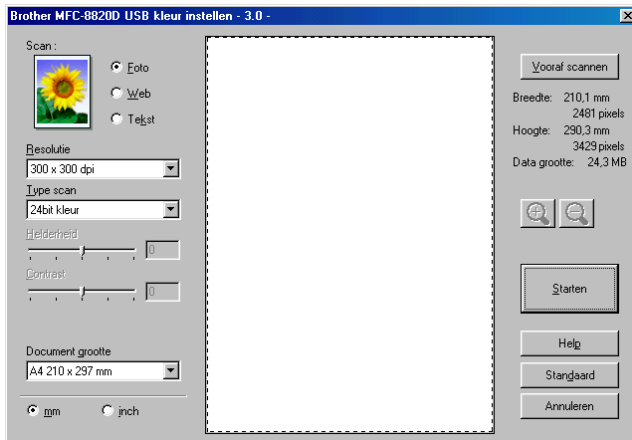 Brother MFC-8820D USB kleur instellen - 3.0 -
Scan :
Foto
Web
Tekst
Resolutie
300 x 300 dpi
Type scan
24bit kleur
Helderheid
0
Contrast
0
Document grootte
A4 210 x 297 mm
mm
inch
Vooraf scannen
Breedte: 210,1 mm
2481 pixels
Hoogte: 290,3 mm
3429 pixels
Data grootte: 24,3 MB
Starten
Help
Standaard
Annuleren